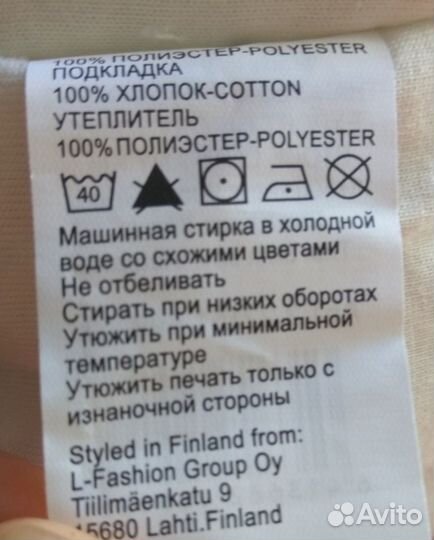 100% ПОЛИЭСТЕР-POLYESTER
ПОДКЛАДКА
100% ХЛОПОК-COTTON
УТЕПЛИТЕЛЬ
100% ПОЛИЭСТЕР-POLYESTER
40
Машинная стирка в холодной
воде со схожими цветами
Не отбеливать
Стирать при низких оборотах
Утюжить при минимальной
температуре
Утюжить печать только с
изнаночной стороны
Styled in Finland from:
L-Fashion Group Oy
Tiilimäenkatu 9
15680 Lahti.Finland
Avito